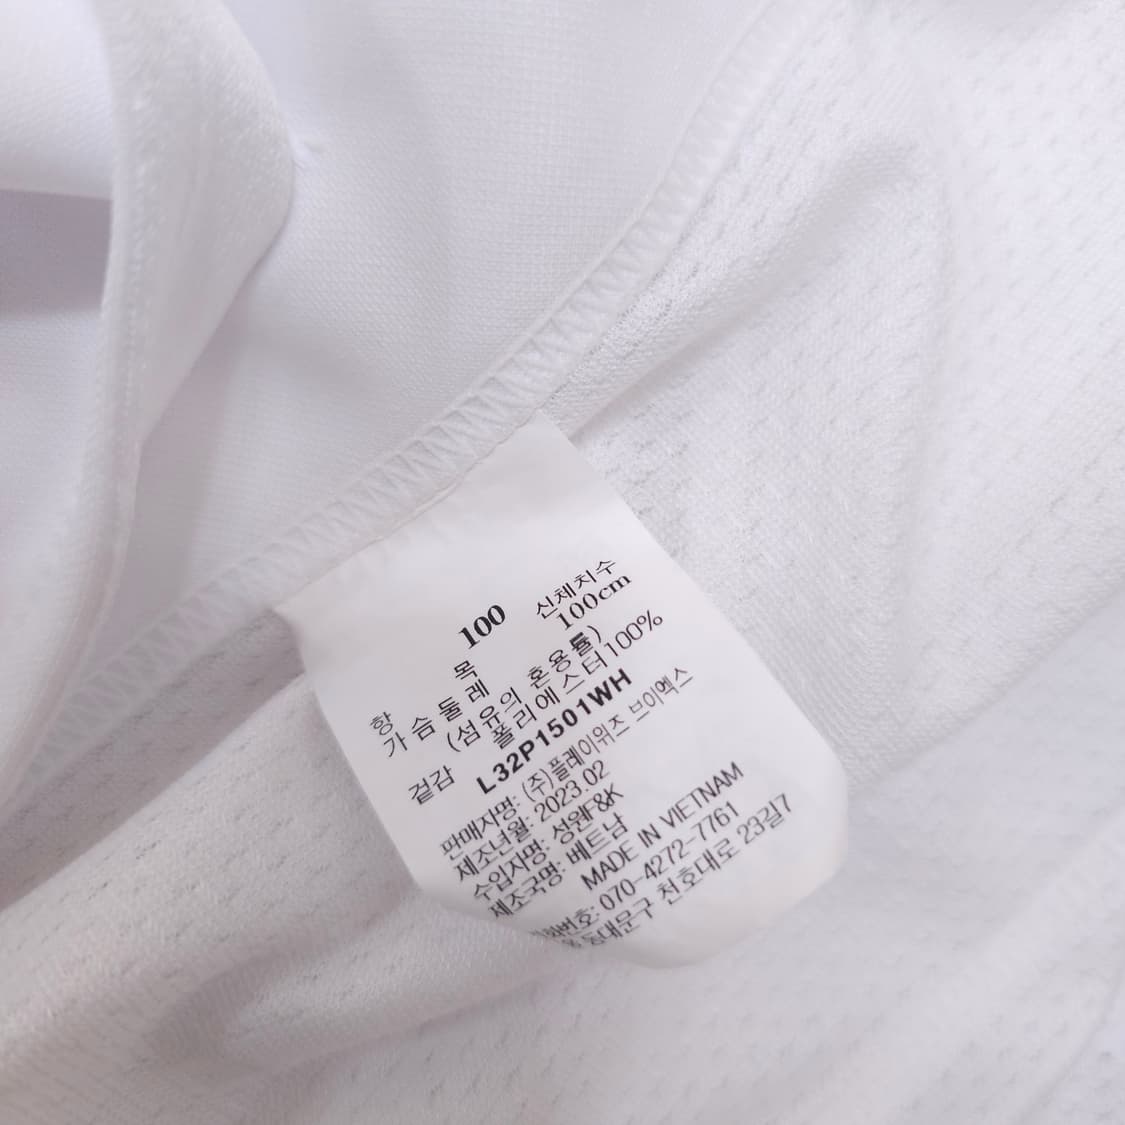 100 신체치수
항목 100cm
가슴둘레
(섬유의 혼용률)
겉감 폴리에스터100%
L32P1501WH
판매자명: (주)플레이위즈 브이엑스
제조년월: 2023.02
수입자명: 성원F&K
제조국명: 베트남
MADE IN VIETNAM
070-4272-7761
동대문구 천호대로 23길7